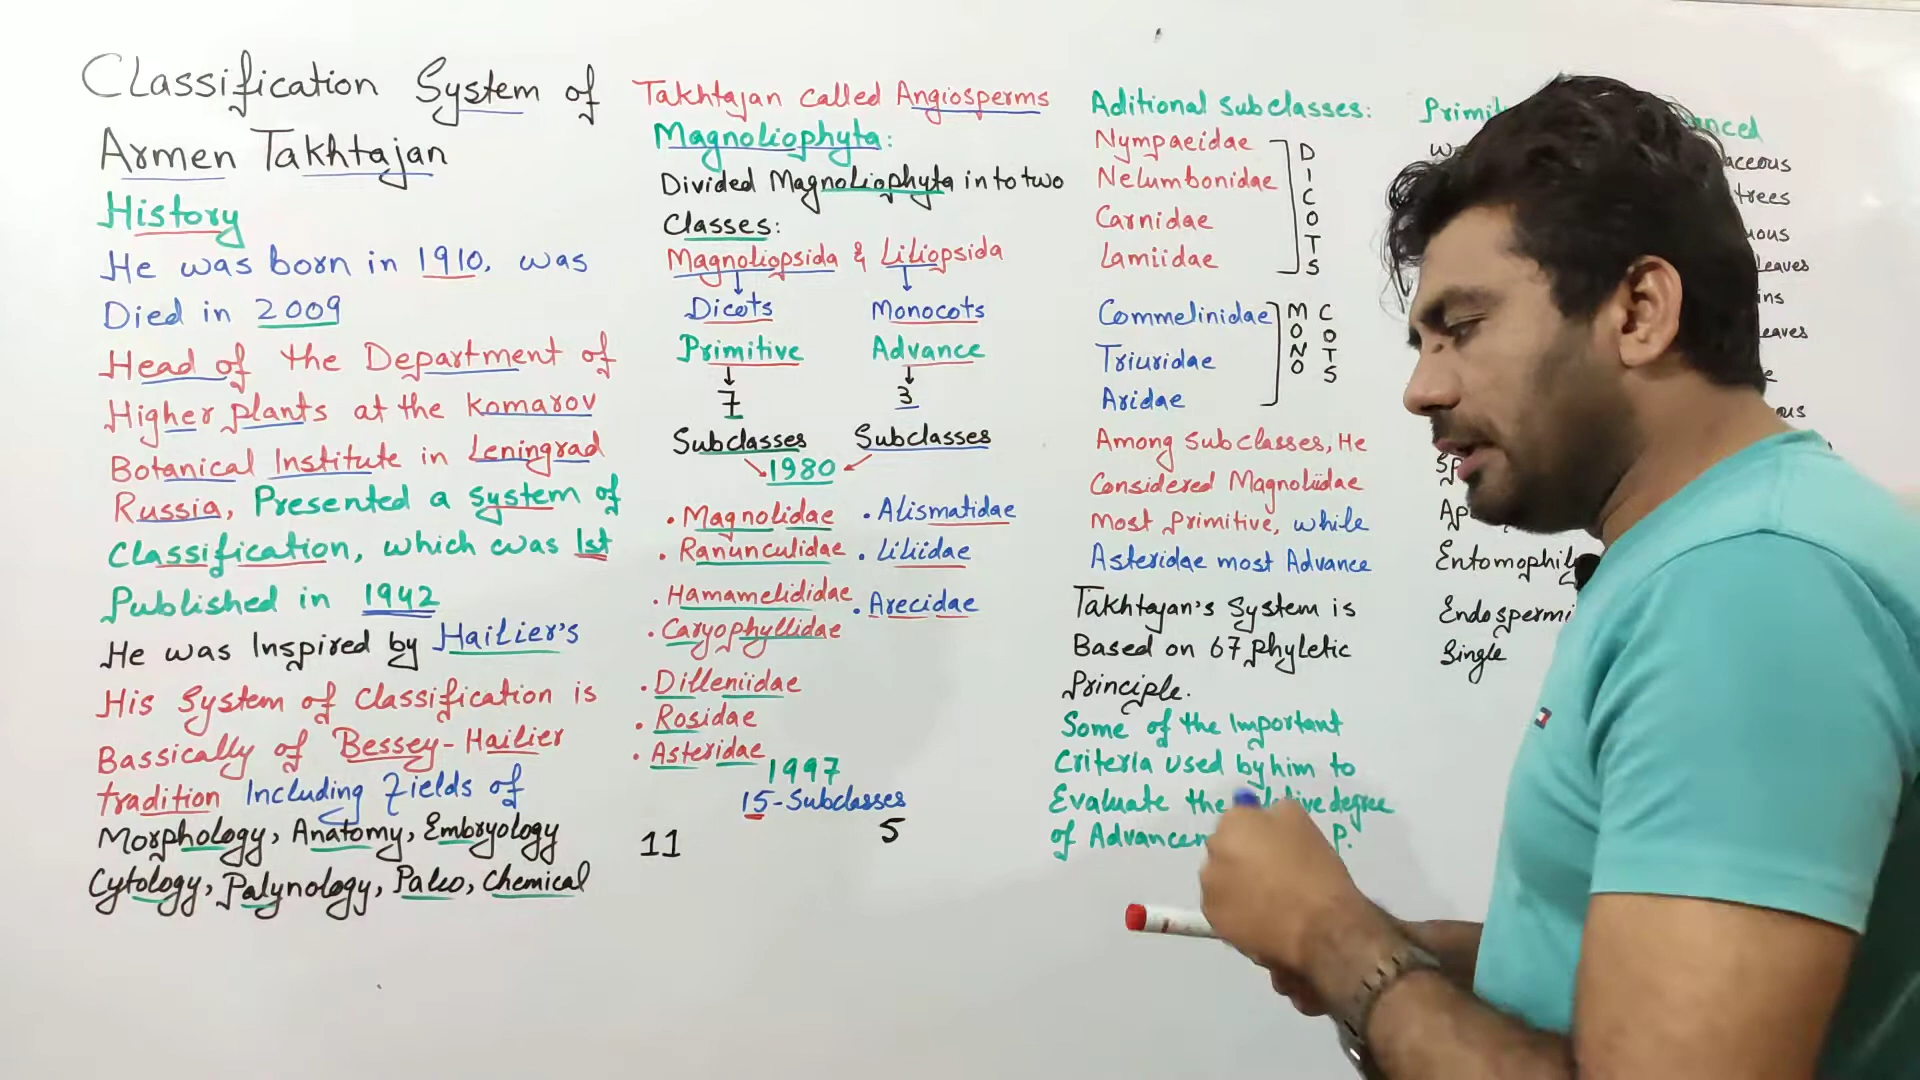 Classification System of
Armen Takhtajan
History
He was born in 1910, was
Died in 2009
Head of the Department of
Higher plants at the Komarov
Botanical Institute in Leningrad
Russia, Presented a system of
Classification, which was 1st
Published in 1942
He was Inspired by Hailier's
His System of Classification is
Bassically of Bessey-Hailier
tradition Including Fields of
Morphology, Anatomy, Embryology
Cytology, Palynology, Paleo, Chemical
Takhtajan called Angiosperms
Magnoliophyta:
Divided Magnoliophyta into two
Classes:
Magnoliopsida & Liliopsida
Dicots Monocots
Primitive Advance
7 3
Subclasses Subclasses
1980
• Magnolidae • Alismatidae
• Ranunculidae • Liliidae
• Hamamelididae • Arecidae
• Caryophyllidae
• Dilleniidae
• Rosidae
• Asteridae
1997
15-Subclasses
11 5
Aditional Subclasses:
Nympaeidae
Nelumbonidae
Carnidae
Lamiidae
DICOTS
Commelinidae
Triuridae
Aridae
MONO COTS
Among subclasses, He
Considered Magnoliidae
most primitive, while
Asteridae most Advance
Takhtajan's System is
Based on 67 phyletic
Principle.
Some of the Important
Criteria used by him to
Evaluate the degree
of P.
Entomophil
Endospermi
Single
aceous
trees
leaves
leaves